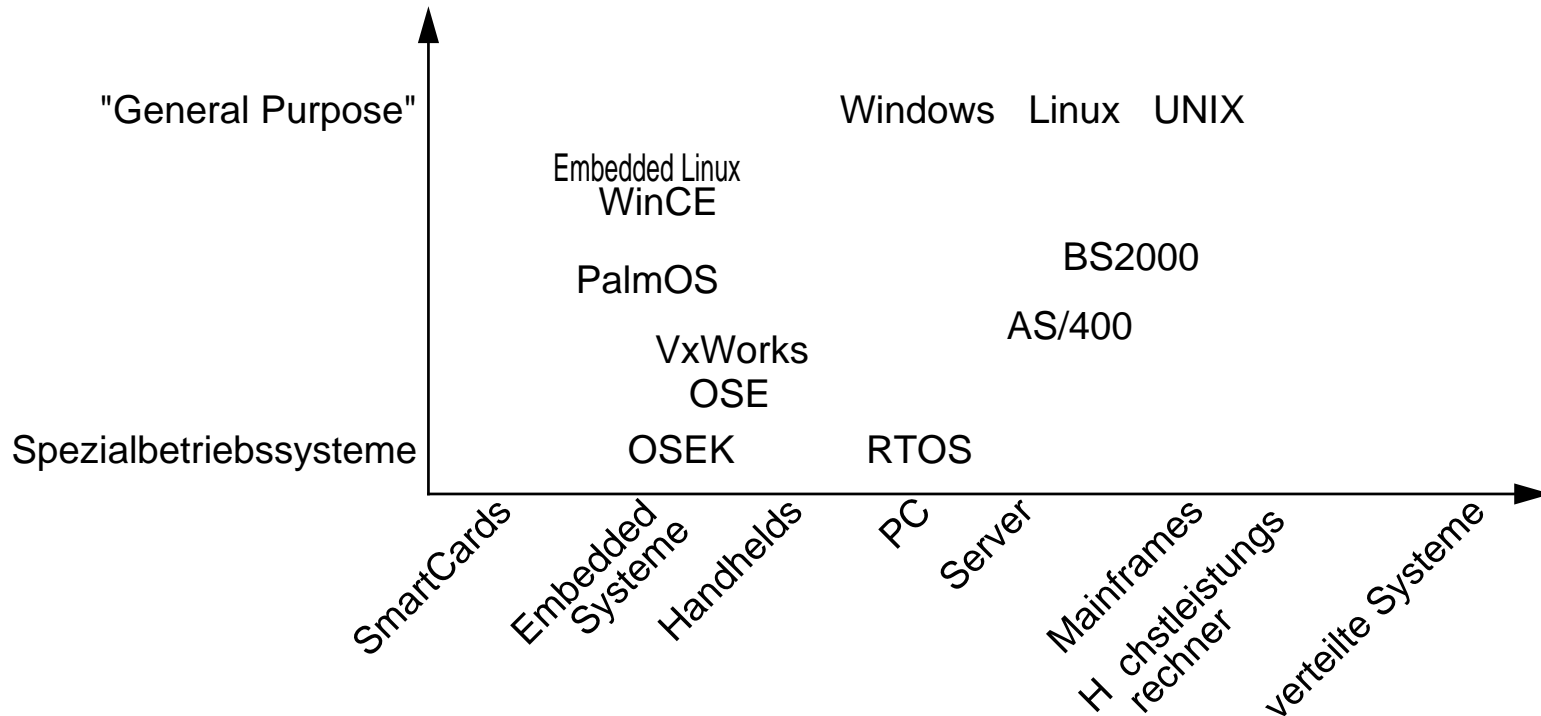 "General Purpose" Windows Linux UNIX
Embedded Linux
WinCE
BS2000
PalmOS
AS/400
VxWorks
OSE
Spezialbetriebssysteme OSEK RTOS
SmartCards
Embedded
Systeme
Handhelds
PC
Server
Mainframes
H chstleistungs
rechner
verteilte Systeme